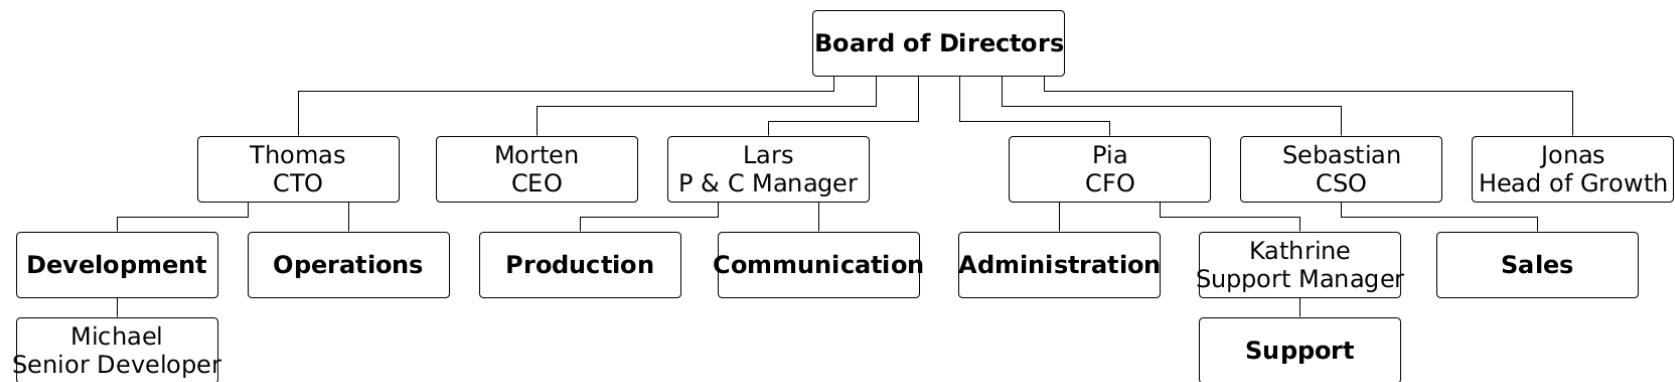 Board of Directors
Thomas
CTO
Morten
CEO
Lars
P & C Manager
Pia
CFO
Sebastian
CSO
Jonas
Head of Growth
Development
Operations
Production
Communication
Administration
Kathrine
Support Manager
Sales
Michael
Senior Developer
Support